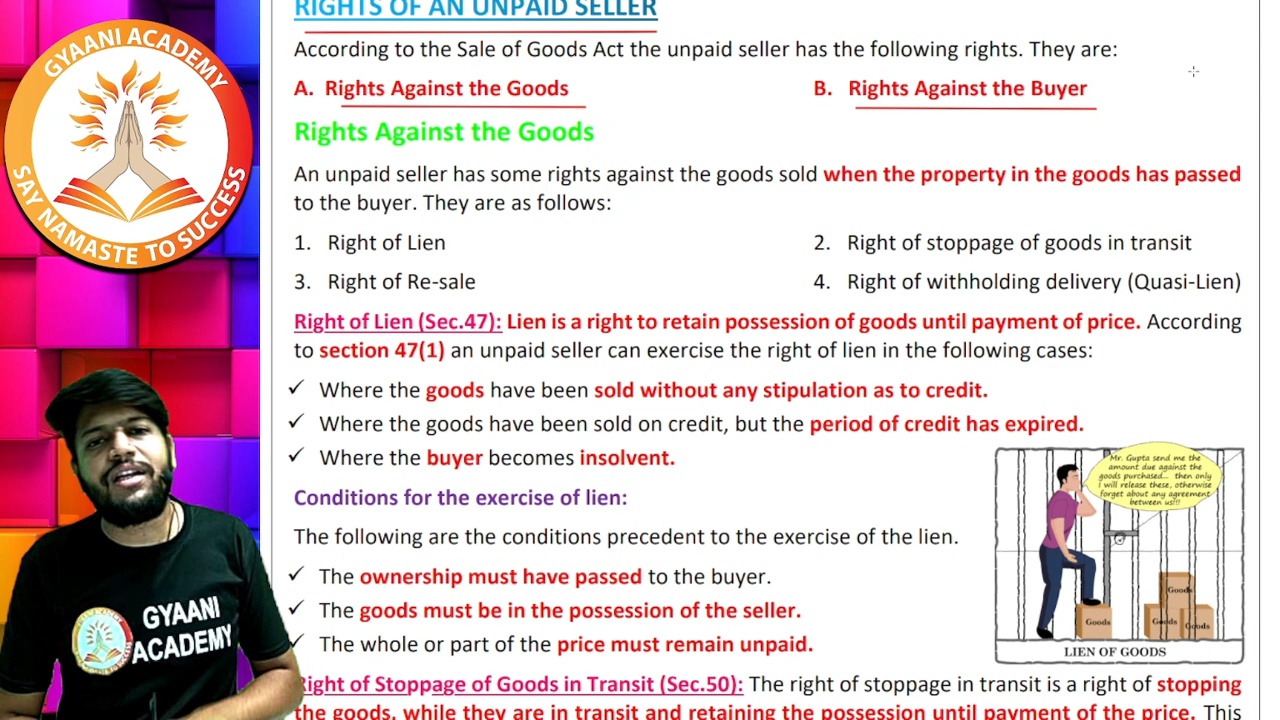 RIGHTS OF AN UNPAID SELLER
According to the Sale of Goods Act the unpaid seller has the following rights. They are:
A. Rights Against the Goods
B. Rights Against the Buyer
Rights Against the Goods
An unpaid seller has some rights against the goods sold when the property in the goods has passed
to the buyer. They are as follows:
1. Right of Lien
2. Right of stoppage of goods in transit
3. Right of Re-sale
4. Right of withholding delivery (Quasi-Lien)
Right of Lien (Sec.47): Lien is a right to retain possession of goods until payment of price. According
to section 47(1) an unpaid seller can exercise the right of lien in the following cases:
✓ Where the goods have been sold without any stipulation as to credit.
✓ Where the goods have been sold on credit, but the period of credit has expired.
✓ Where the buyer becomes insolvent.
Conditions for the exercise of lien:
The following are the conditions precedent to the exercise of the lien.
✓ The ownership must have passed to the buyer.
✓ The goods must be in the possession of the seller.
✓ The whole or part of the price must remain unpaid.
Right of Stoppage of Goods in Transit (Sec.50): The right of stoppage in transit is a right of stopping
the goods, while they are in transit and retaining the possession until payment of the price. This
Mr. Gupta send me the
amount due against the
goods purchased... then only
I will release these, otherwise
forget about any agreement
between us!!!
Goods
Goods
Goods
Goods
LIEN OF GOODS
GYAANI ACADEMY
SAY NAMASTE TO SUCCESS
GYAANI
ACADEMY